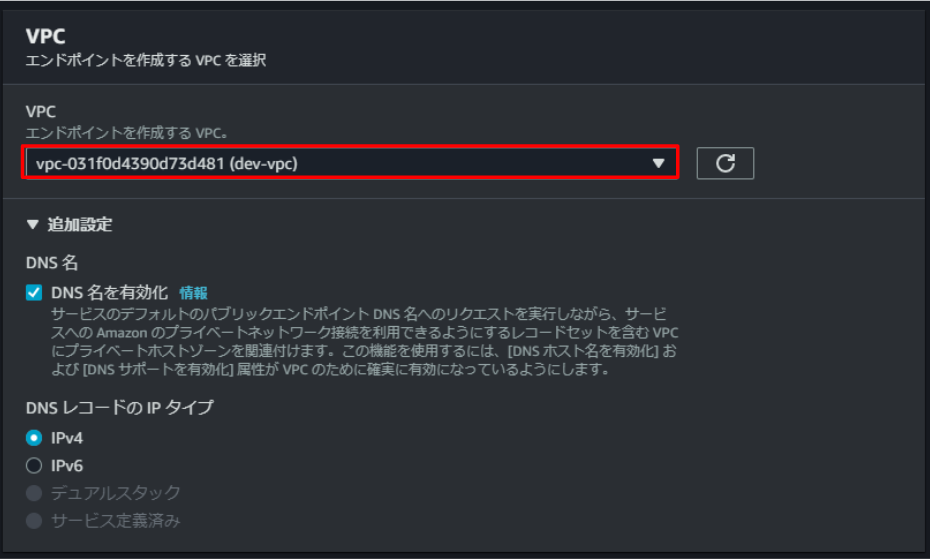 VPC
エンドポイントを作成する VPC を選択
VPC
エンドポイントを作成する VPC。
vpc-031f0d4390d73d481 (dev-vpc)
追加設定
DNS 名
DNS 名を有効化 情報
サービスのデフォルトのパブリックエンドポイント DNS 名へのリクエストを実行しながら、サービ
スへの Amazon のプライベートネットワーク接続を利用できるようにするレコードセットを含む VPC
にプライベートホストゾーンを関連付けます。この機能を使用するには、[DNS ホスト名を有効化] お
よび [DNS サポートを有効化] 属性が VPC のために確実に有効になっているようにします。
DNS レコードの IP タイプ
IPv4
IPv6
デュアルスタック
サービス定義済み